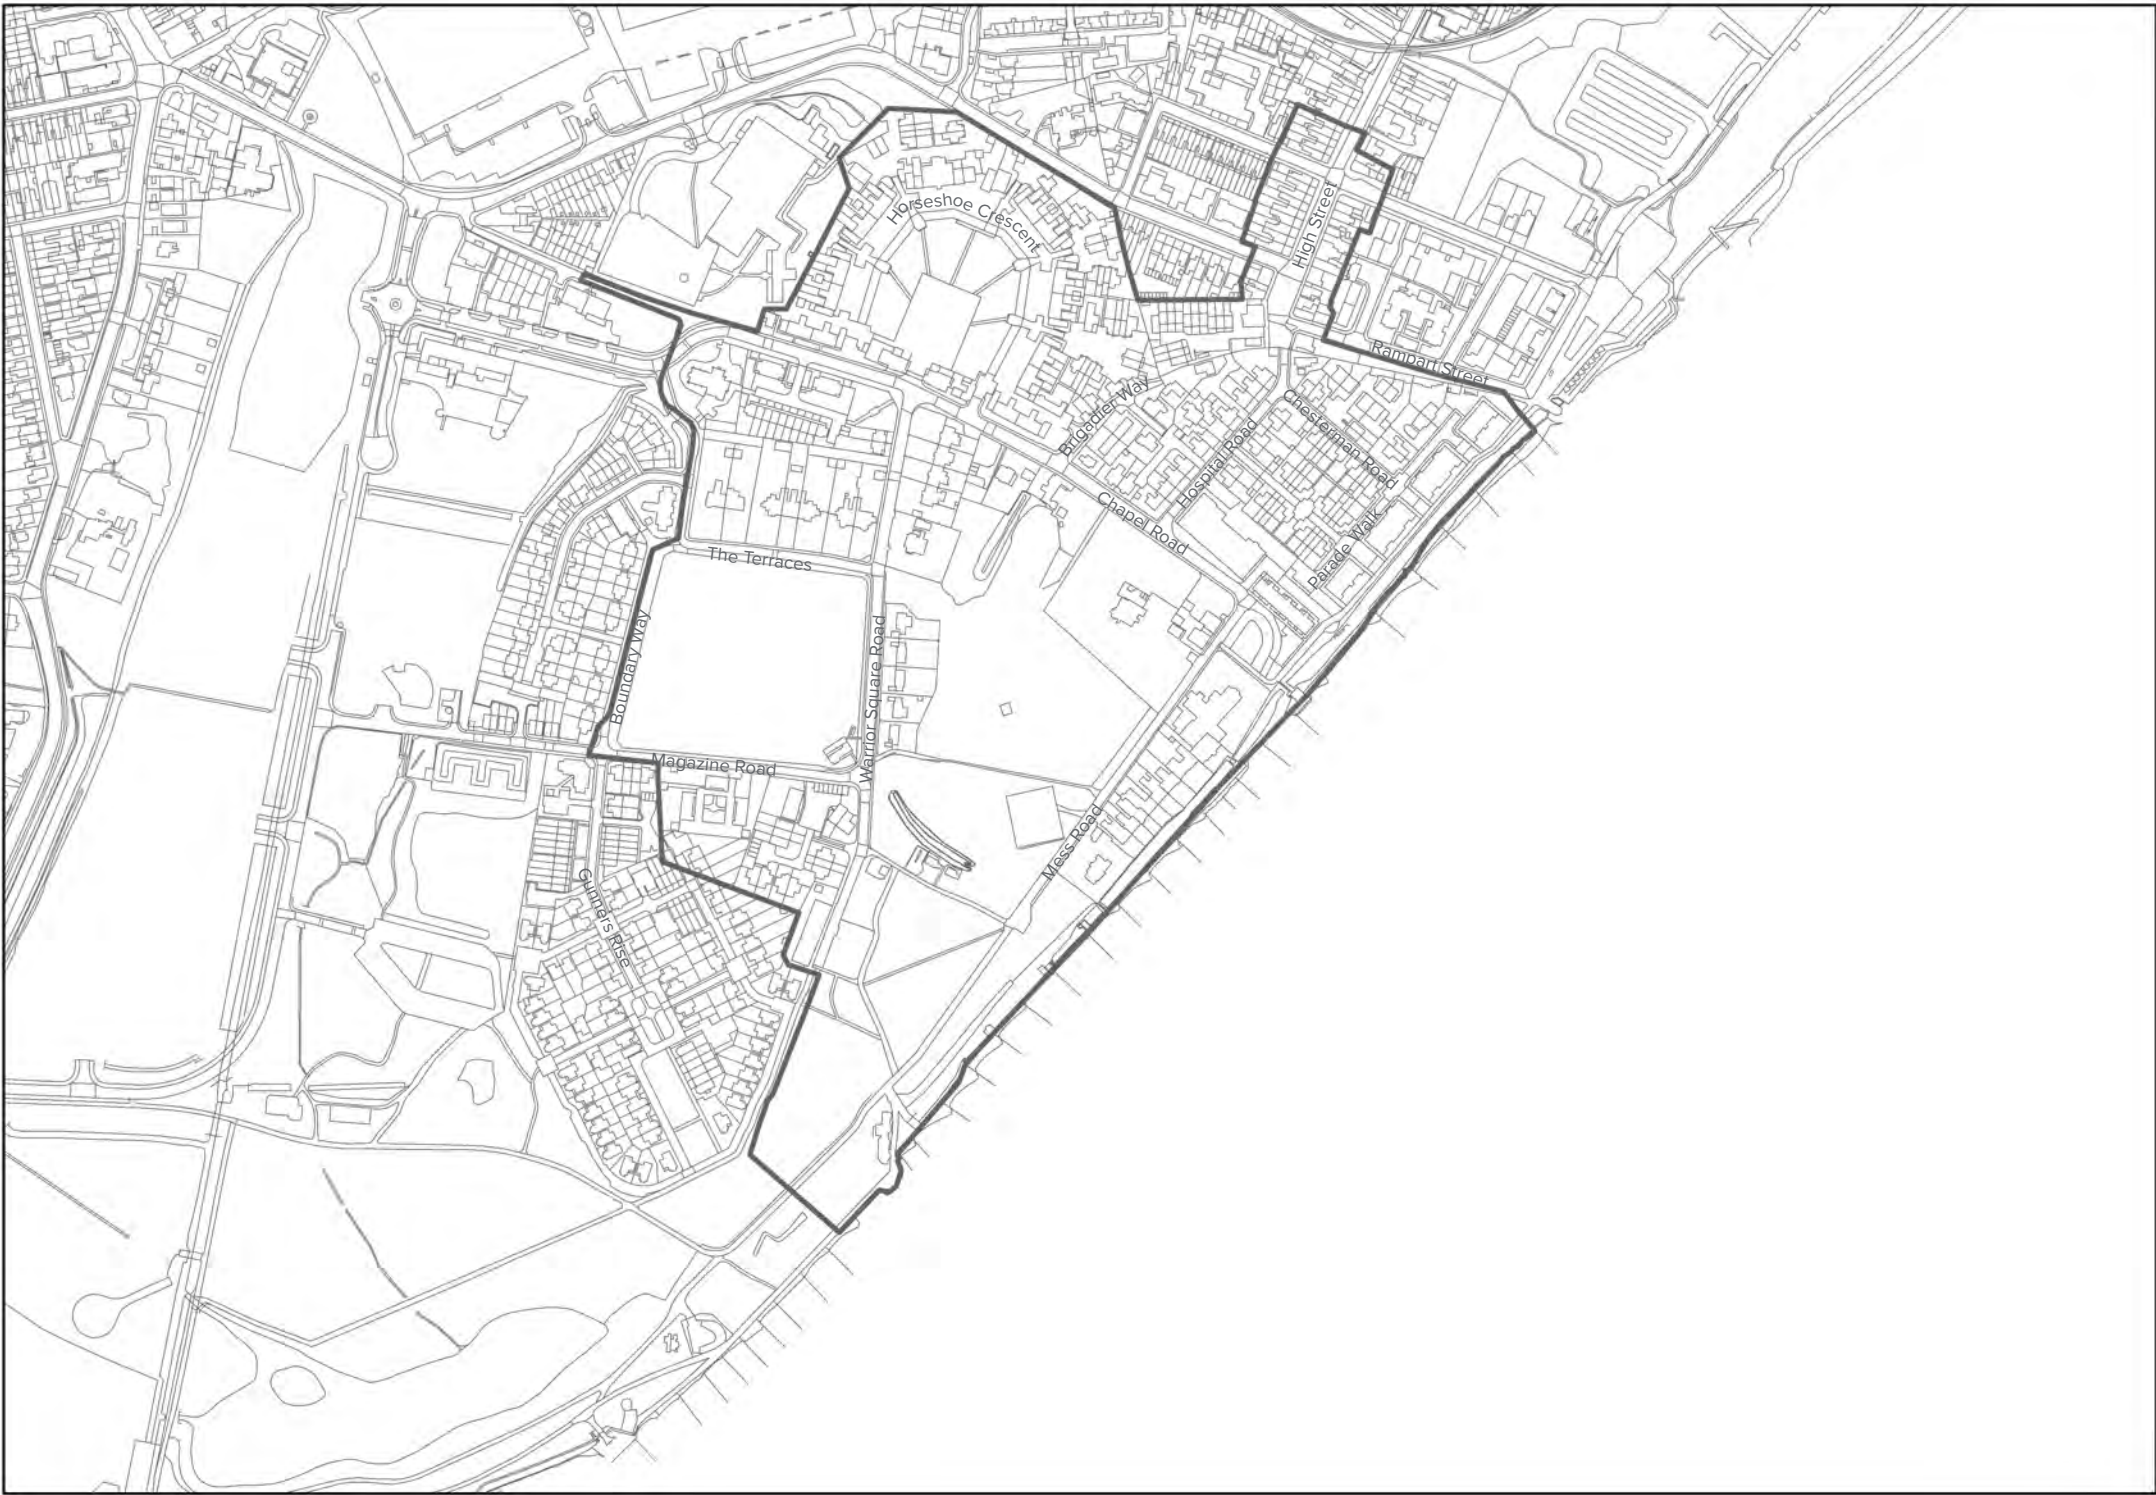 Horseshoe Crescent
High Street
Rampart Street
Brigadier Way
Chesterman Road
Hospital Road
Chapel Road
Parade Walk
The Terraces
Boundary Way
Warrior Square Road
Magazine Road
Mess Road
Gunners Rise